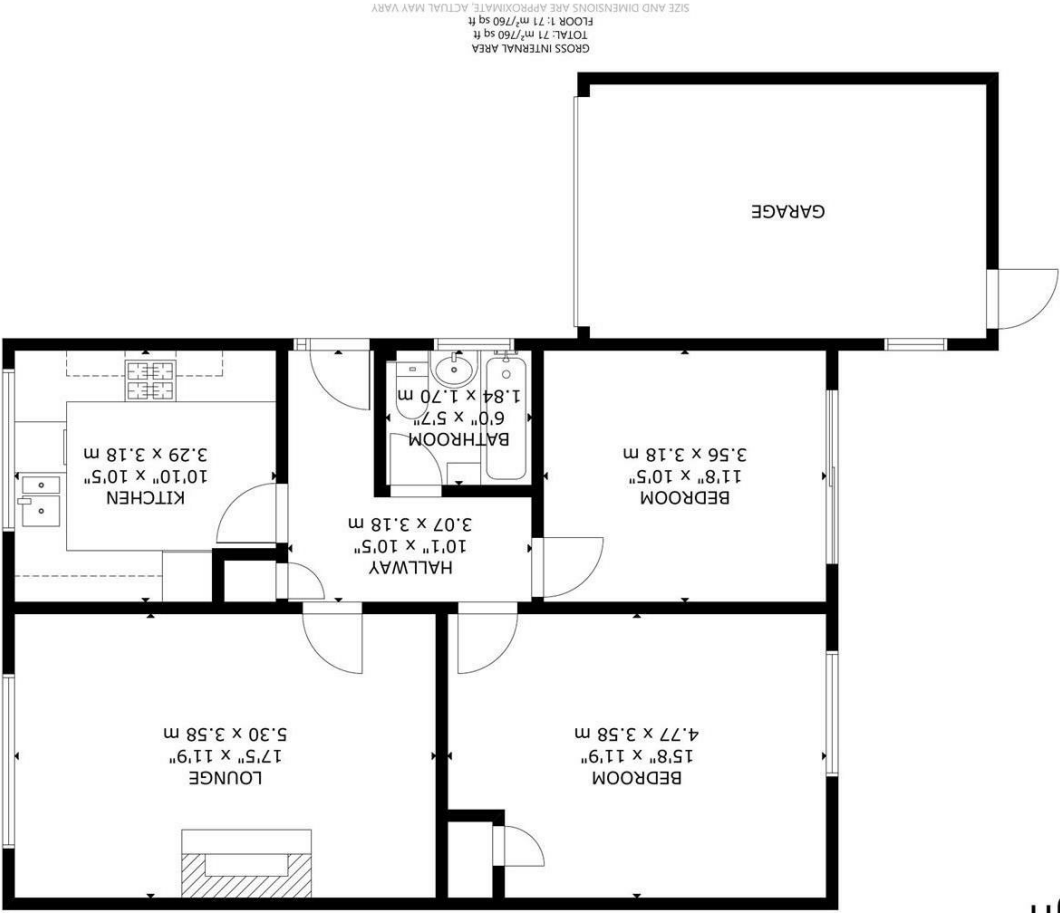 BEDROOM
15'8" x 11'9"
4.77 x 3.58 m
LOUNGE
17'5" x 11'9"
5.30 x 3.58 m
HALLWAY
10'1" x 10'5"
3.07 x 3.18 m
BEDROOM
11'8" x 10'5"
3.56 x 3.18 m
KITCHEN
10'10" x 10'5"
3.29 x 3.18 m
BATHROOM
6'0" x 5'7"
1.84 x 1.70 m
GARAGE
GROSS INTERNAL AREA
TOTAL: 71 m²/760 sq ft
FLOOR 1: 71 m²/760 sq ft
SIZE AND DIMENSIONS ARE APPROXIMATE, ACTUAL MAY VARY